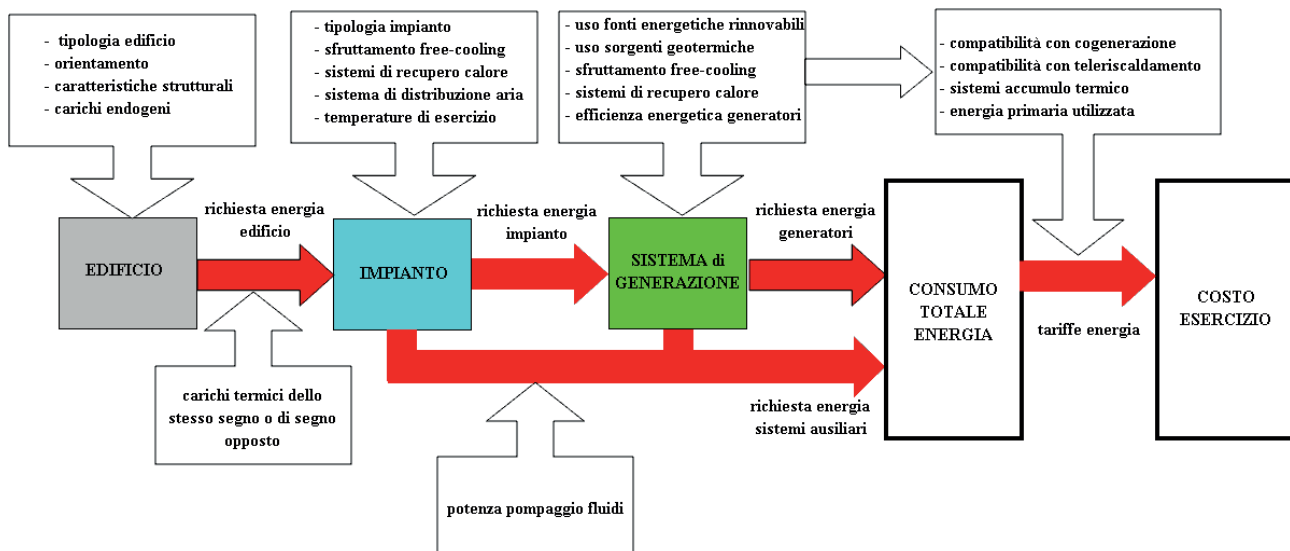 - tipologia edificio
- orientamento
- caratteristiche strutturali
- carichi endogeni
- tipologia impianto
- sfruttamento free-cooling
- sistemi di recupero calore
- sistema di distribuzione aria
- temperature di esercizio
- uso fonti energetiche rinnovabili
- uso sorgenti geotermiche
- sfruttamento free-cooling
- sistemi di recupero calore
- efficienza energetica generatori
- compatibilità con cogenerazione
- compatibilità con teleriscaldamento
- sistemi accumulo termico
- energia primaria utilizzata
EDIFICIO
richiesta energia
edificio
IMPIANTO
richiesta energia
impianto
SISTEMA di
GENERAZIONE
richiesta energia
generatori
CONSUMO
TOTALE
ENERGIA
tariffe energia
COSTO
ESERCIZIO
carichi termici dello
stesso segno o di segno
opposto
richiesta energia
sistemi ausiliari
potenza pompaggio fluidi